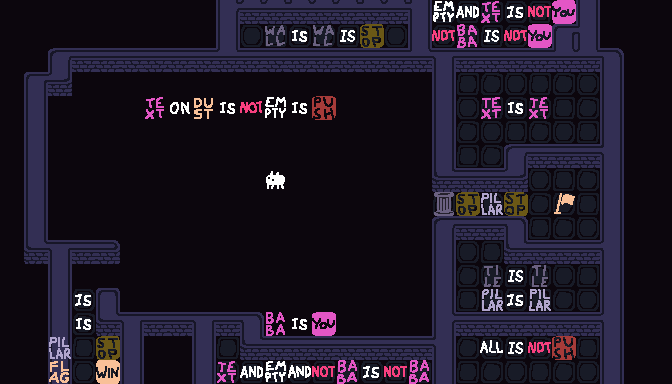 EMPTY AND TEXT IS NOT YOU
WALL IS WALL IS STOP
NOT BABA IS NOT YOU
TEXT ON DUST IS NOT EMPTY IS PUSH
TEXT IS TEXT
STOP PILLAR STOP
TILE IS TILE
IS
PILLAR IS PILLAR
IS
BABA IS YOU
PILLAR STOP
ALL IS NOT PUSH
FLAG WIN
TEXT AND EMPTY AND NOT BABA IS NOT BABA